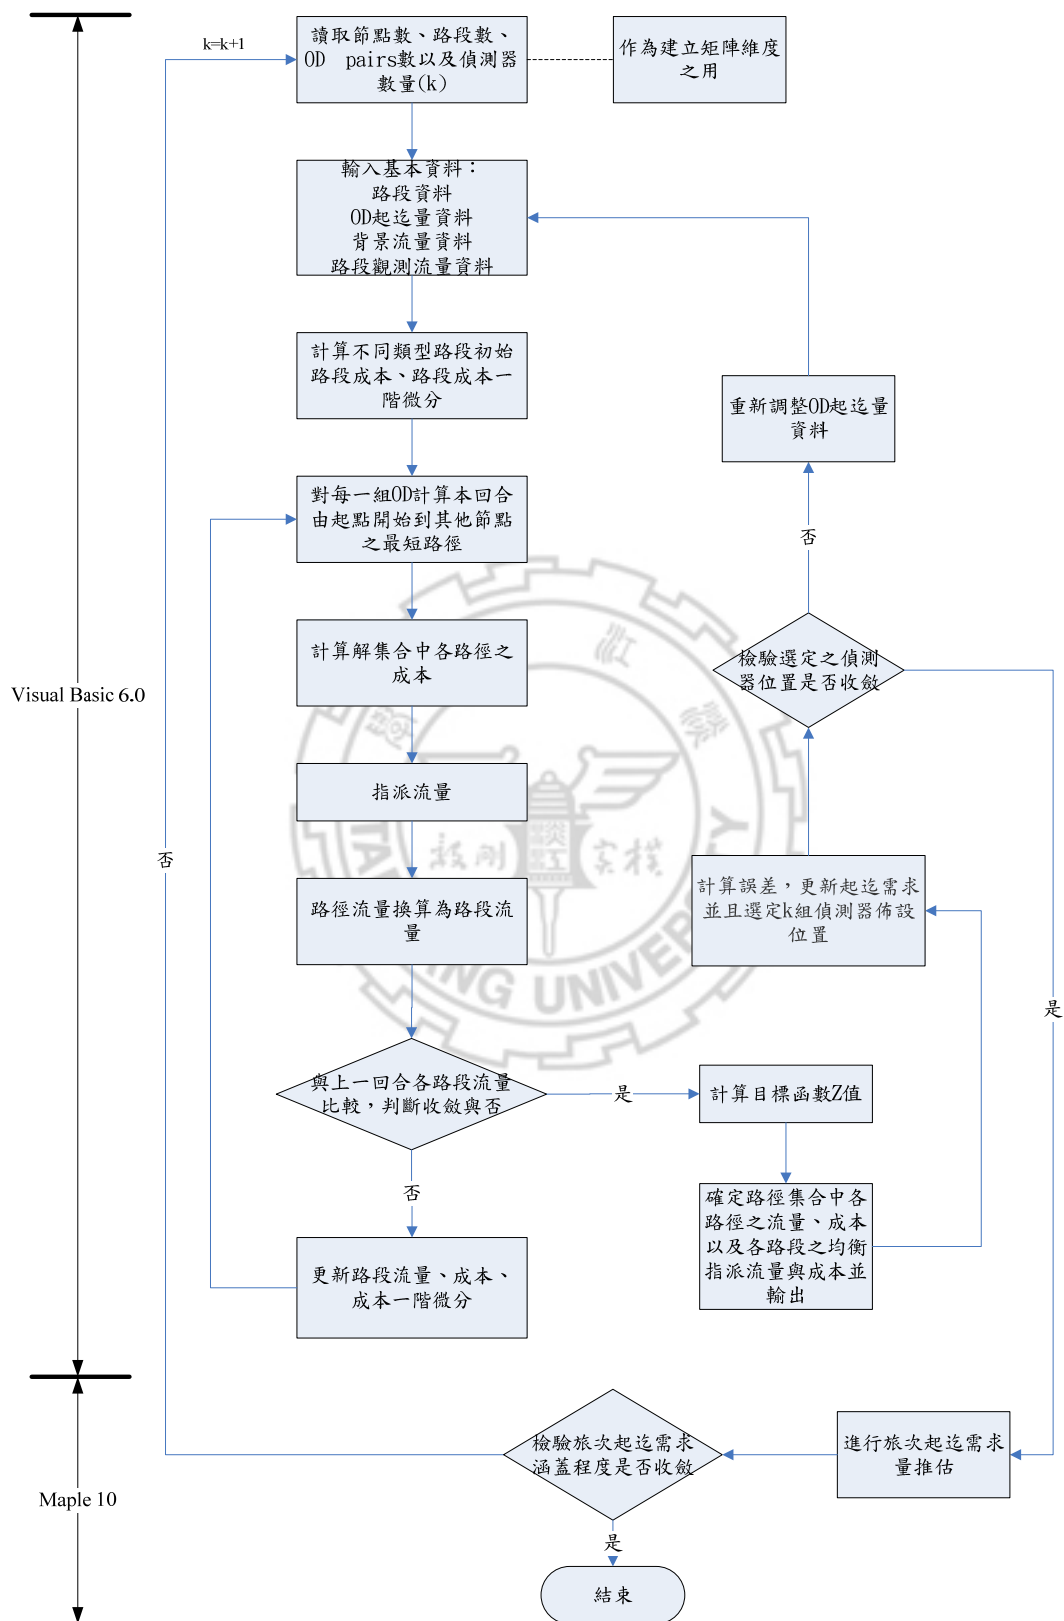 k=k+1
讀取節點數、路段數、
OD pairs數以及偵測器
數量(k)
作為建立矩陣維度
之用
輸入基本資料：
路段資料
OD起迄量資料
背景流量資料
路段觀測流量資料
計算不同類型路段初始
路段成本、路段成本一
階微分
重新調整OD起迄量
資料
對每一組OD計算本回合
由起點開始到其他節點
之最短路徑
否
計算解集合中各路徑之
成本
檢驗選定之偵測
器位置是否收斂
Visual Basic 6.0
指派流量
否
路徑流量換算為路段流
量
計算誤差，更新起迄需求
並且選定k組偵測器佈設
位置
是
與上一回合各路段流量
比較，判斷收斂與否
是
計算目標函數Z值
否
確定路徑集合中各
路徑之流量、成本
以及各路段之均衡
指派流量與成本並
輸出
更新路段流量、成本、
成本一階微分
檢驗旅次起迄需求
涵蓋程度是否收斂
進行旅次起迄需求
量推估
Maple 10
是
結束
TAMKANG UNIVERSITY